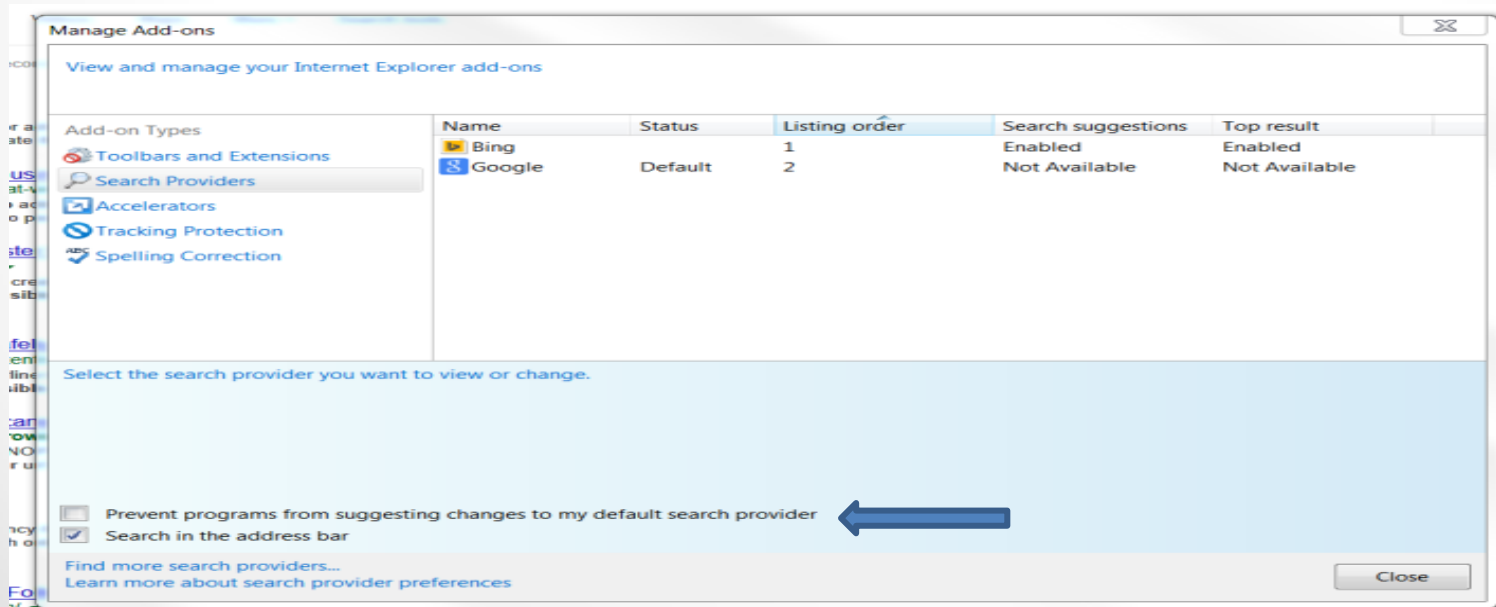 Manage Add-ons
View and manage your Internet Explorer add-ons
Add-on Types
Toolbars and Extensions
Search Providers
Accelerators
Tracking Protection
Spelling Correction
Name Status Listing order Search suggestions Top result
Bing 1 Enabled Enabled
Google Default 2 Not Available Not Available
Select the search provider you want to view or change.
Prevent programs from suggesting changes to my default search provider
Search in the address bar
Find more search providers...
Learn more about search provider preferences
Close